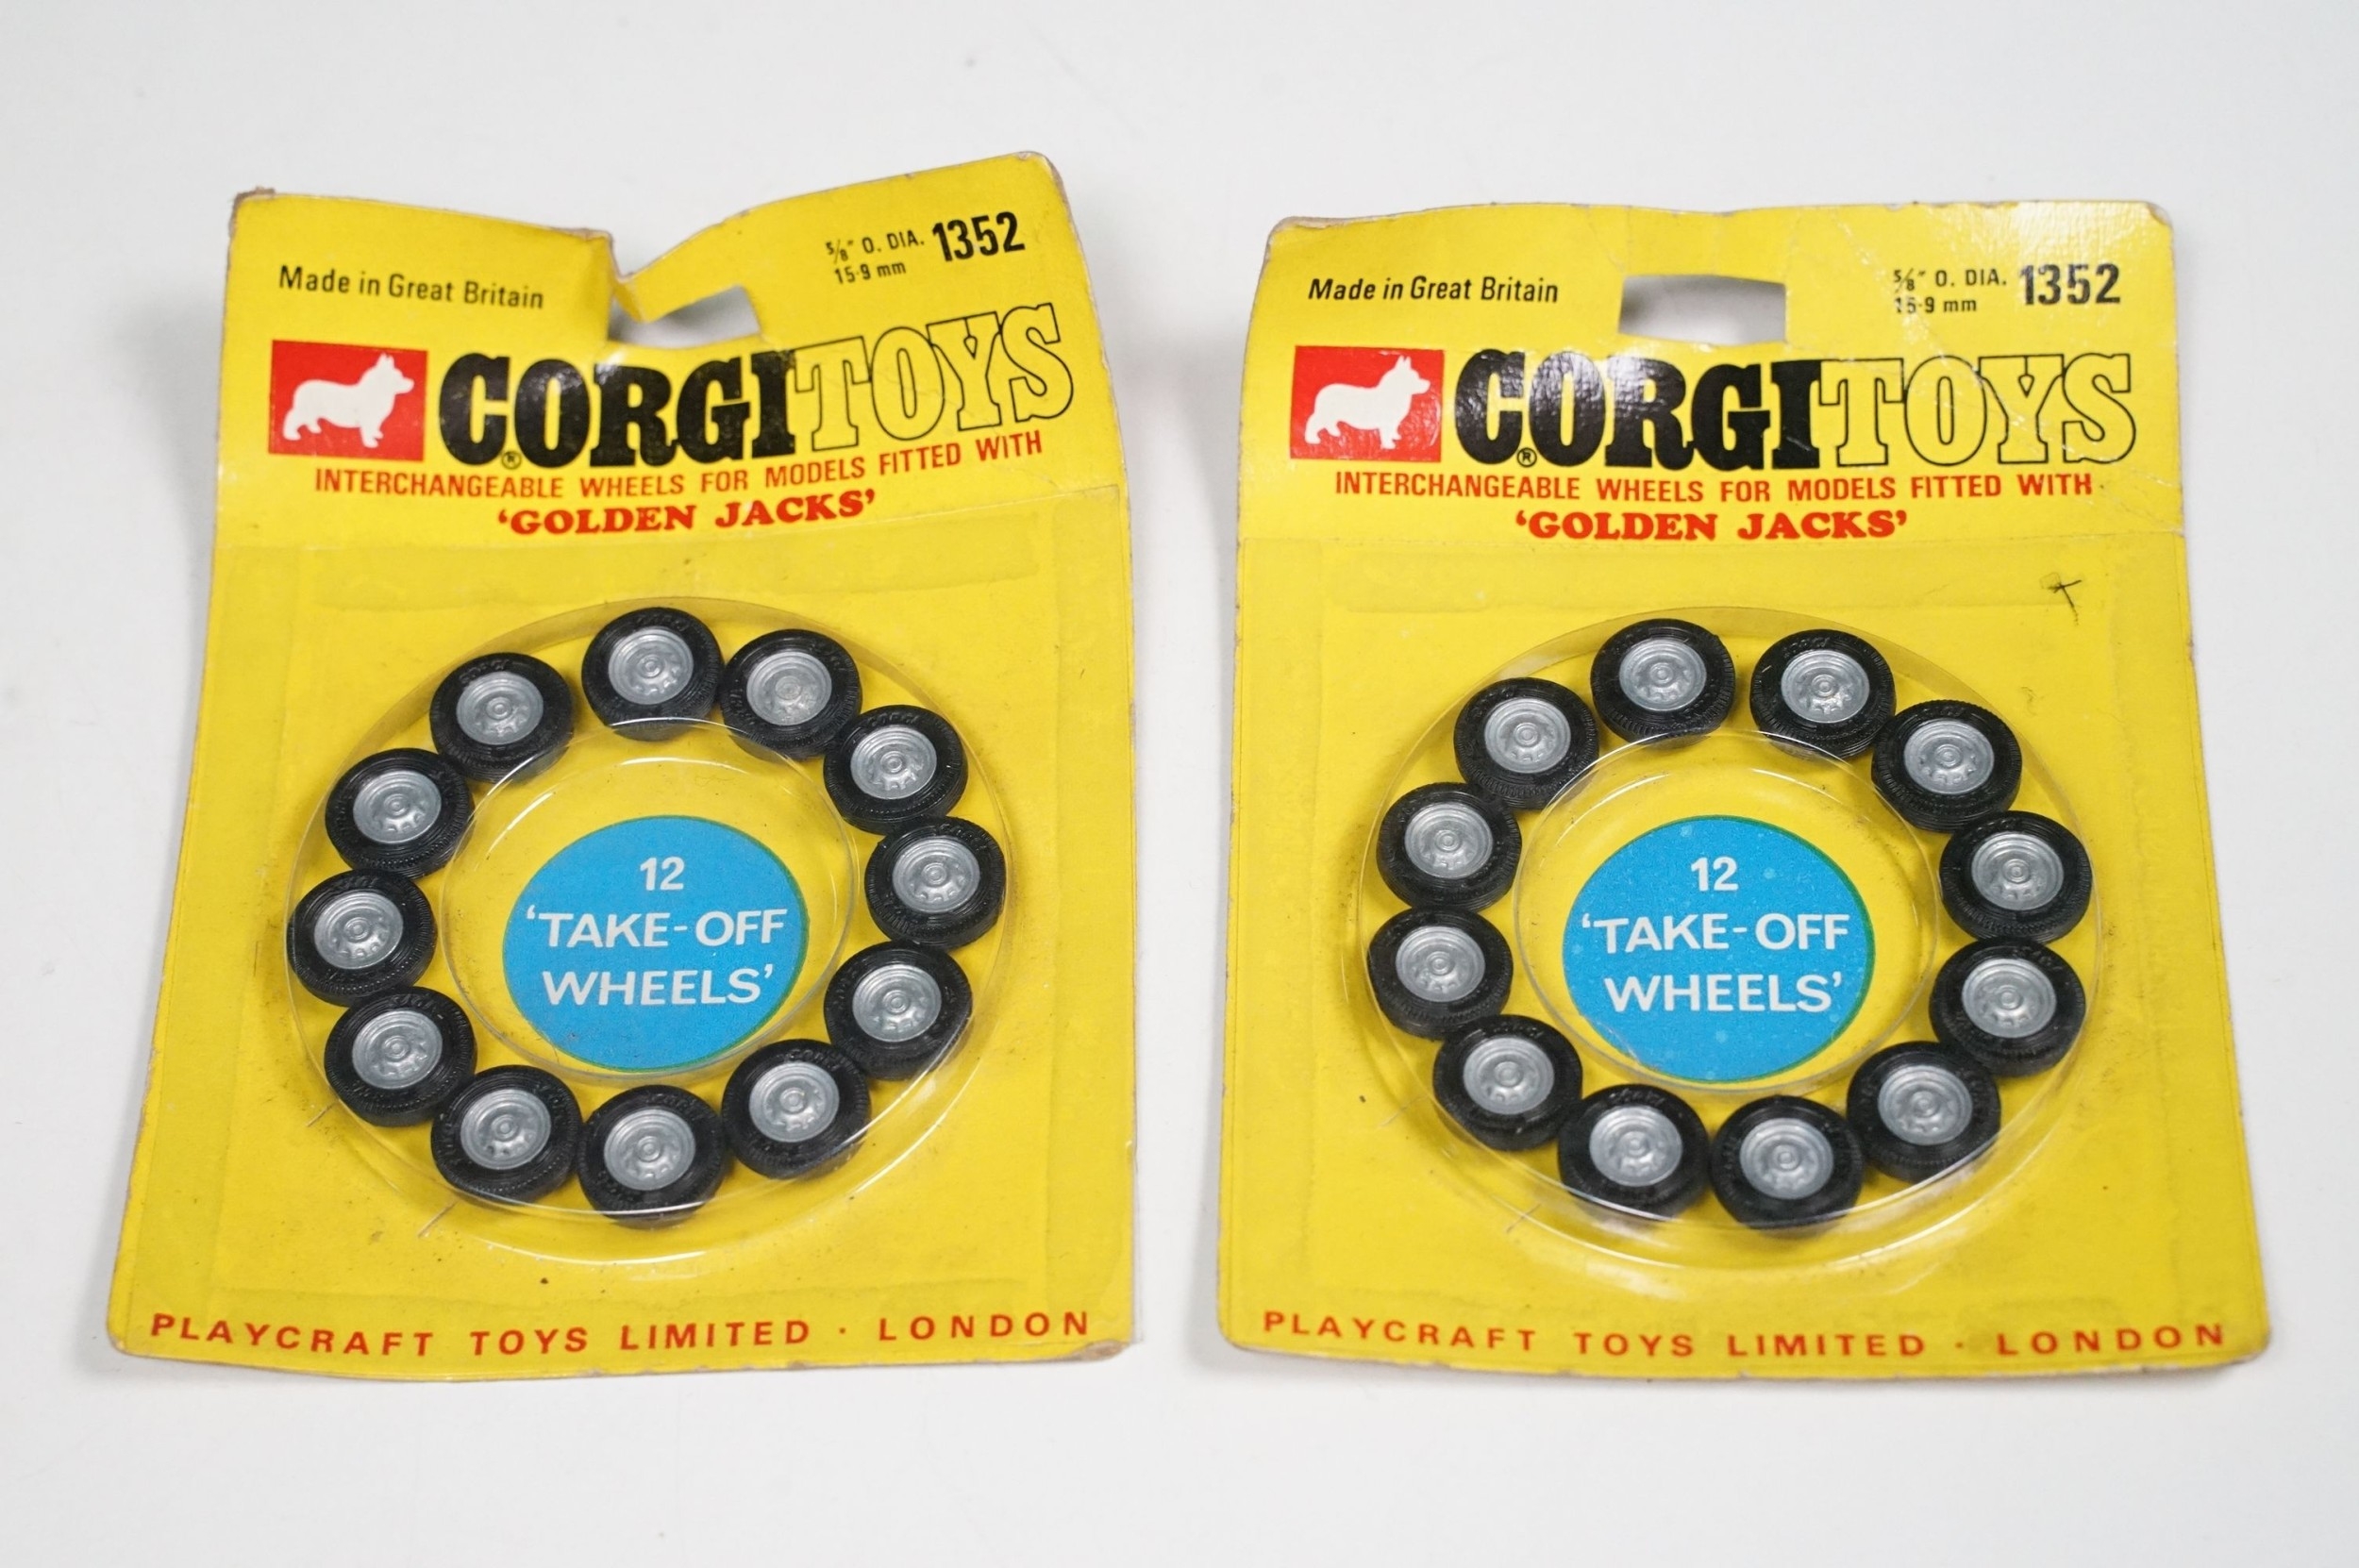 Made in Great Britain
5/8" O. DIA. 1352
15·9 mm
CORGI TOYS
®
INTERCHANGEABLE WHEELS FOR MODELS FITTED WITH
'GOLDEN JACKS'
12
'TAKE-OFF
WHEELS'
PLAYCRAFT TOYS LIMITED · LONDON
Made in Great Britain
5/8" O. DIA. 1352
15·9 mm
CORGI TOYS
®
INTERCHANGEABLE WHEELS FOR MODELS FITTED WITH
'GOLDEN JACKS'
12
'TAKE-OFF
WHEELS'
PLAYCRAFT TOYS LIMITED · LONDON